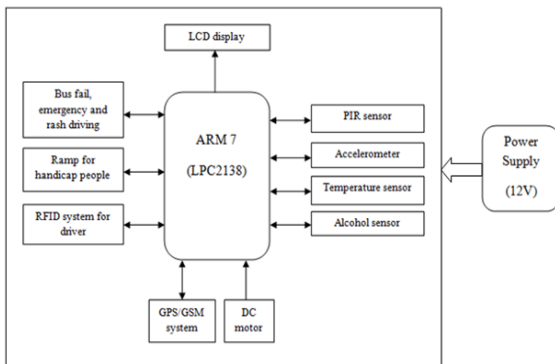 LCD display
Bus fail,
emergency and
rash driving
Ramp for
handicap people
RFID system for
driver
ARM 7
(LPC2138)
PIR sensor
Accelerometer
Temperature sensor
Alcohol sensor
Power
Supply
(12V)
GPS/GSM
system
DC
motor